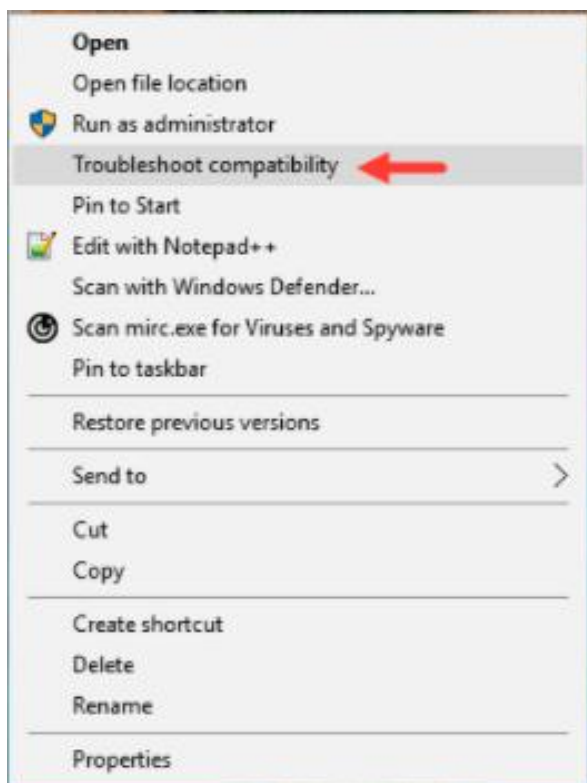 Open
Open file location
Run as administrator
Troubleshoot compatibility
Pin to Start
Edit with Notepad++
Scan with Windows Defender...
Scan mirc.exe for Viruses and Spyware
Pin to taskbar
Restore previous versions
Send to
Cut
Copy
Create shortcut
Delete
Rename
Properties